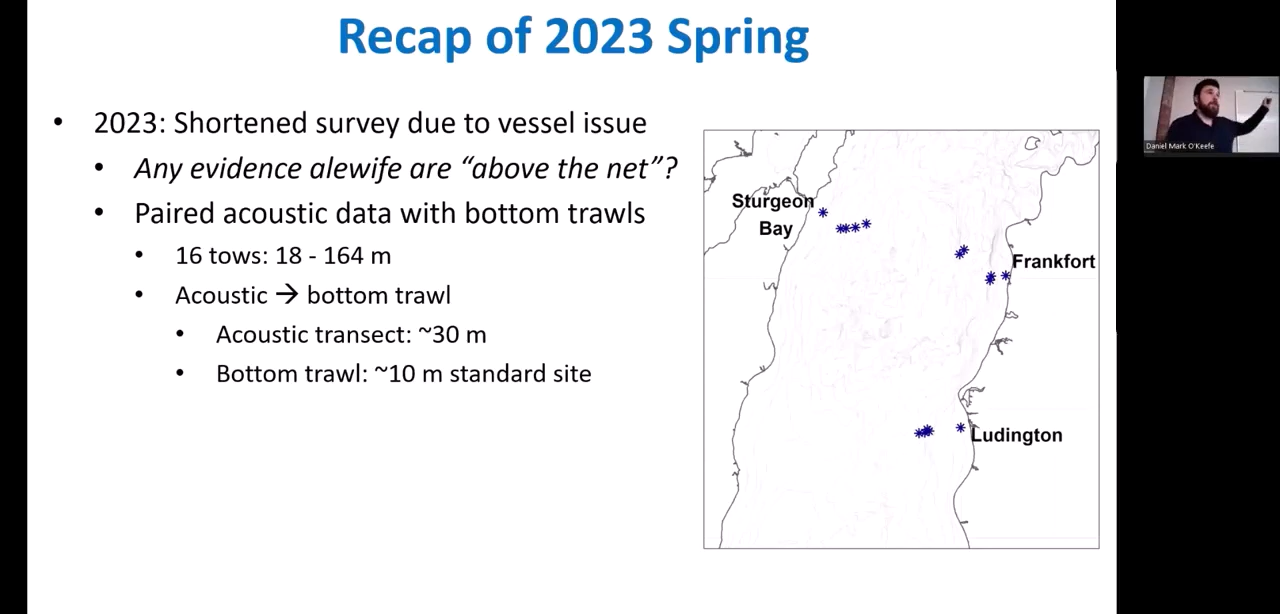 Recap of 2023 Spring
• 2023: Shortened survey due to vessel issue
• Any evidence alewife are “above the net”?
• Paired acoustic data with bottom trawls
• 16 tows: 18 - 164 m
• Acoustic → bottom trawl
• Acoustic transect: ~30 m
• Bottom trawl: ~10 m standard site
Sturgeon
Bay
Frankfort
Ludington
Daniel Mark O'Keefe